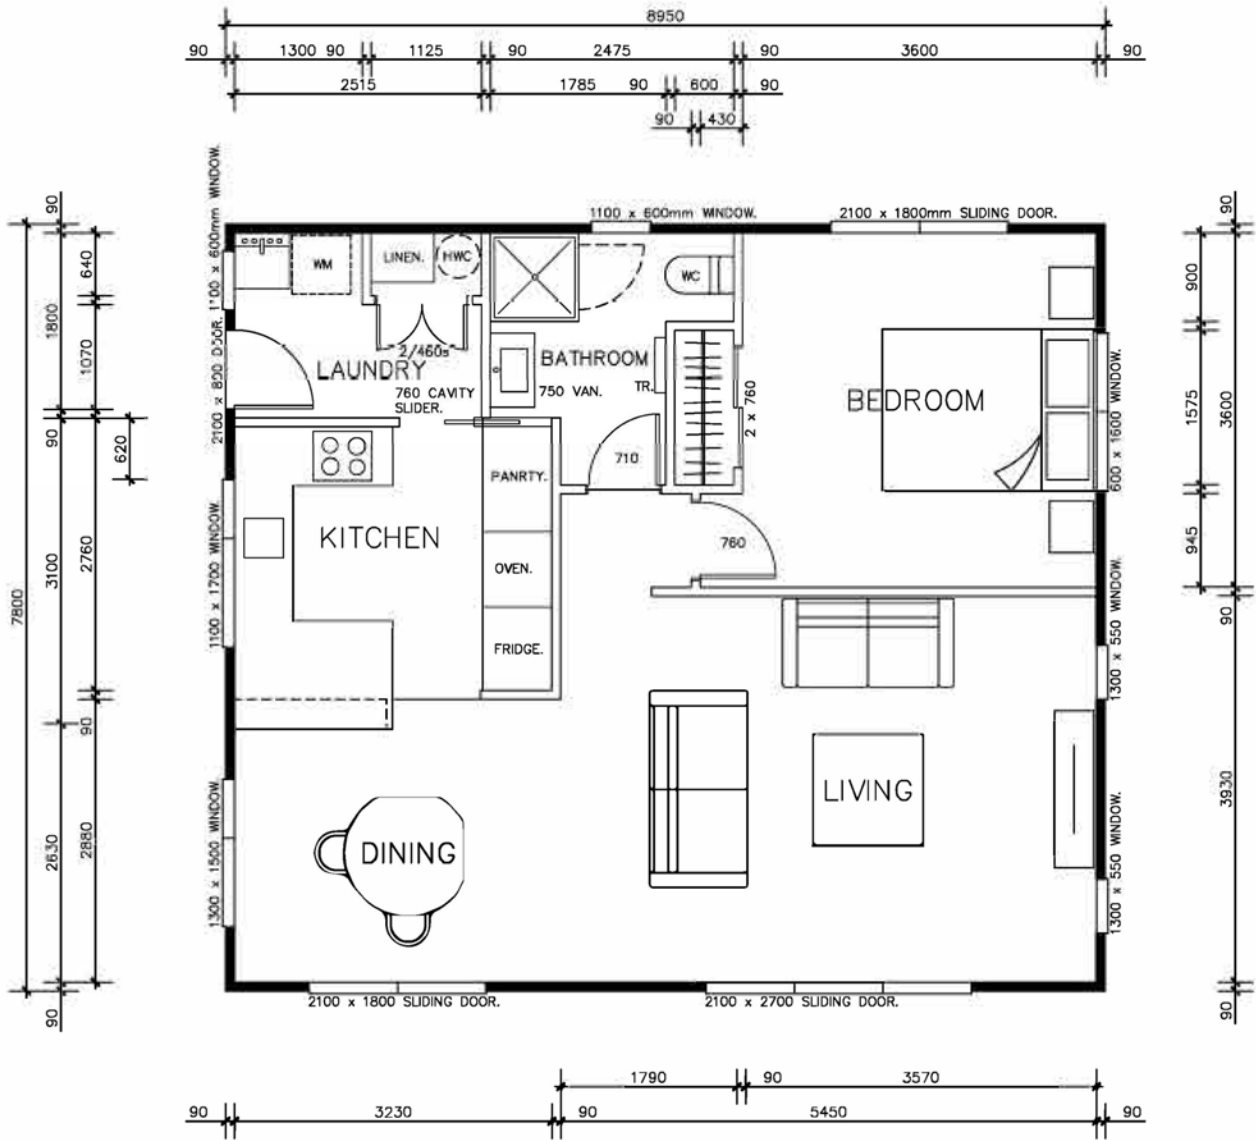 8950
90 1300 90 1125 90 2475 90 3600 90
2515 1785 90 600 90
90 430
1100 x 600mm WINDOW. 2100 x 1800mm SLIDING DOOR.
90
640
1800
1070
90
620
3100
2760
7800
90
2630
2880
90
1100 x 600mm WINDOW.
2100 x 800 DOOR.
1100 x 1700 WINDOW.
1300 x 1500 WINDOW.
WM
LINEN.
HWC
WC
2/460s
LAUNDRY
760 CAVITY
SLIDER.
BATHROOM
750 VAN.
TR.
2 x 760
BEDROOM
710
PANRTY.
KITCHEN
OVEN.
760
FRIDGE.
LIVING
DINING
600 x 1600 WINDOW.
1300 x 550 WINDOW.
1300 x 550 WINDOW.
90
900
1575
3600
945
90
3930
90
2100 x 1800 SLIDING DOOR. 2100 x 2700 SLIDING DOOR.
1790 90 3570
90 3230 90 5450 90